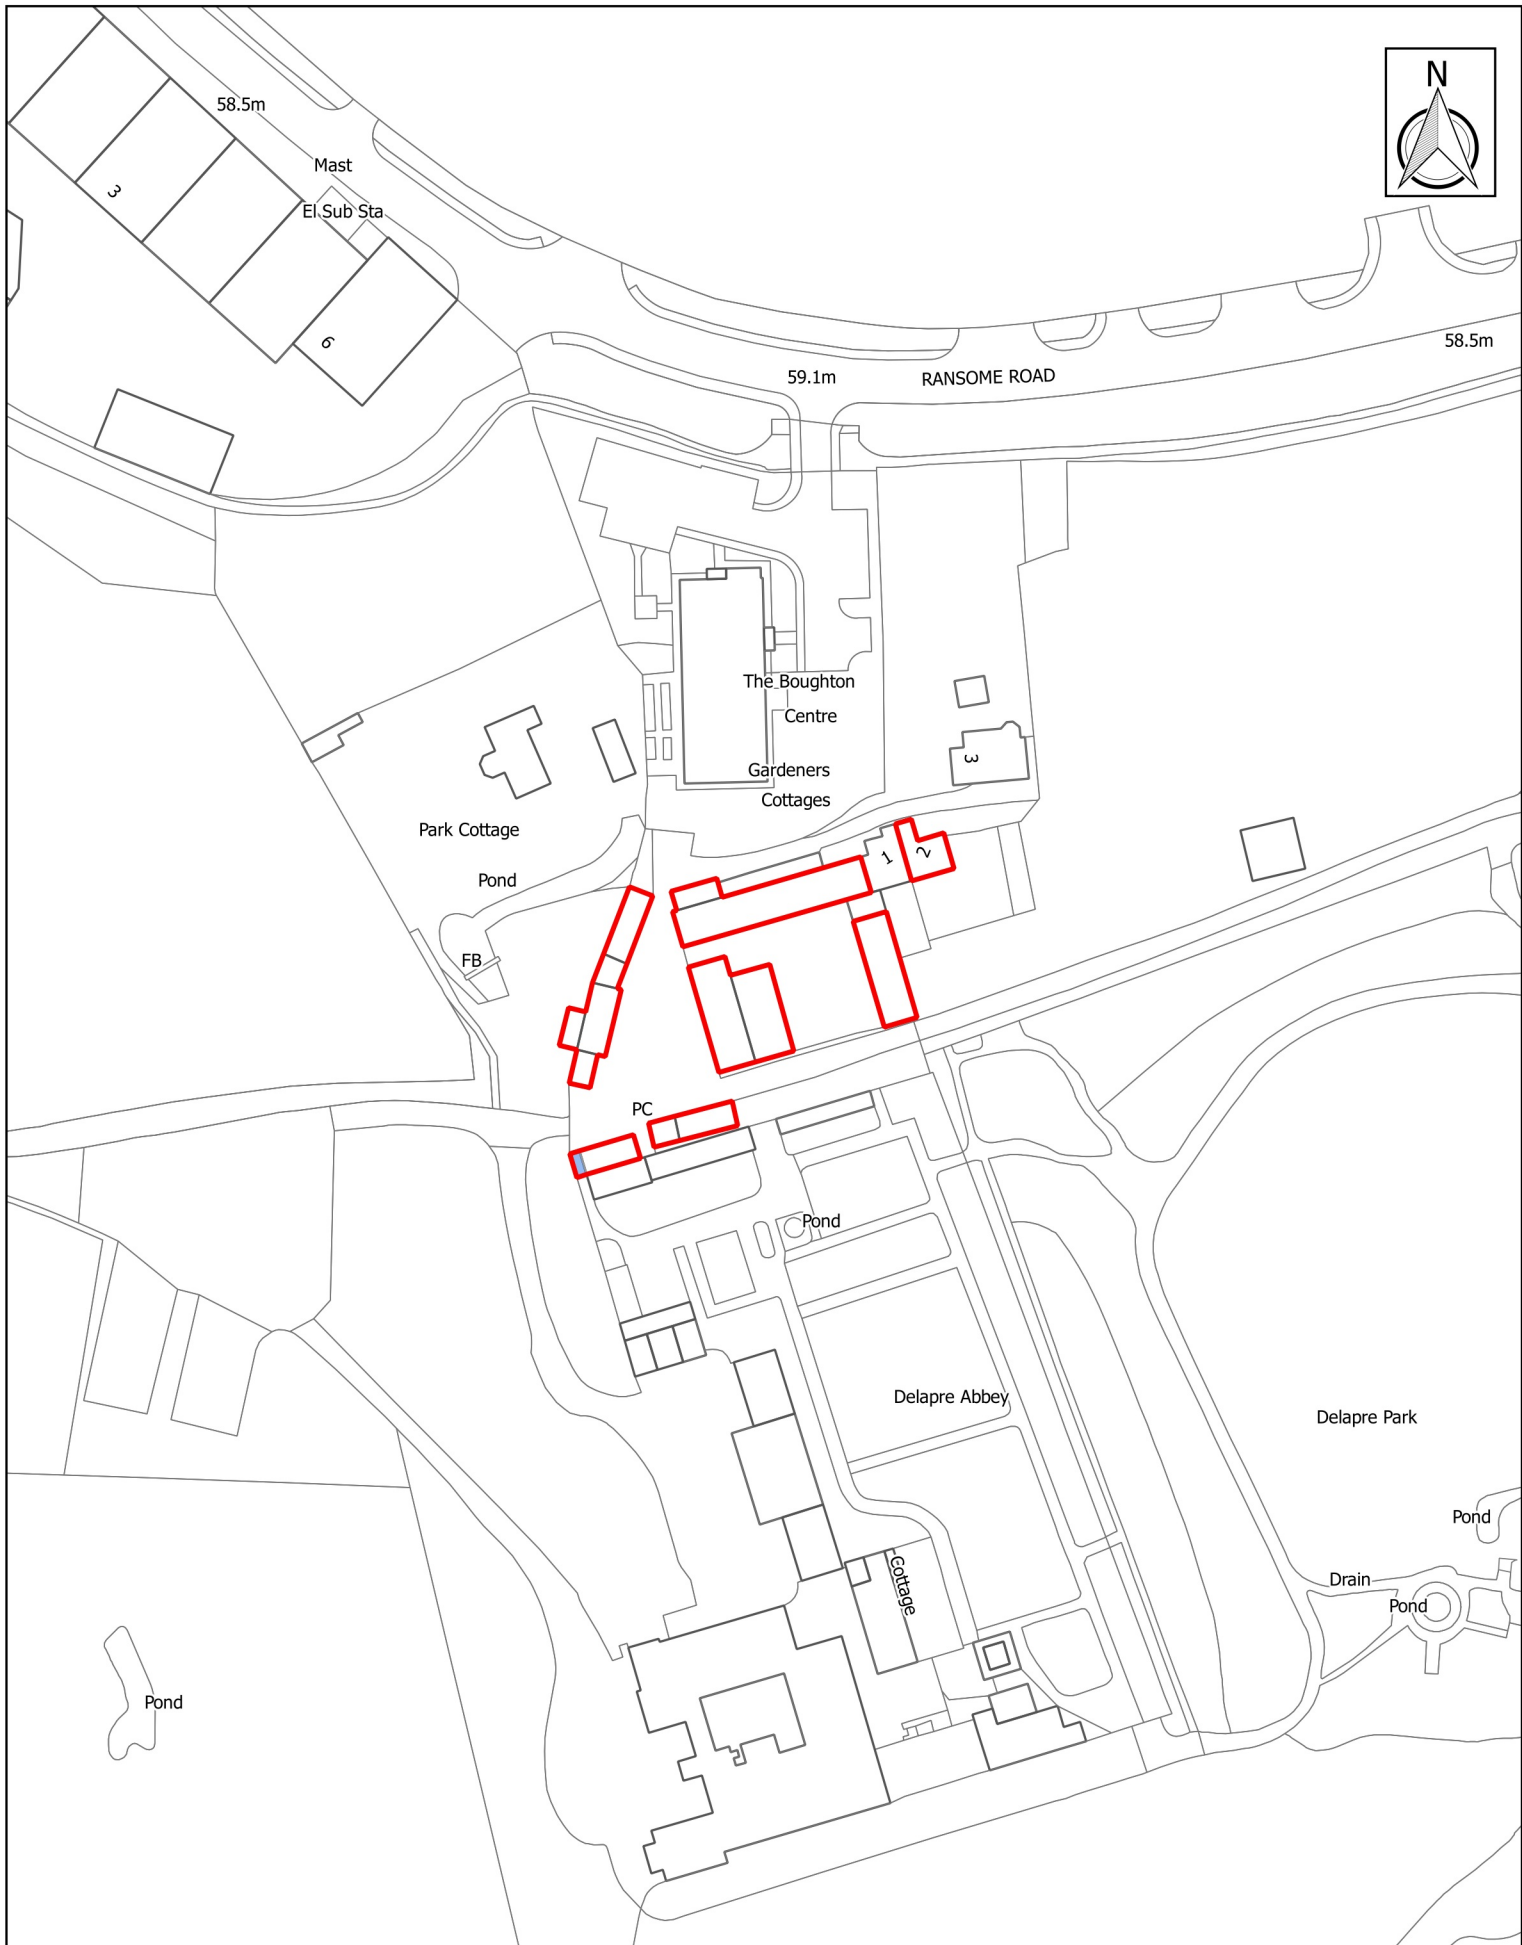 N
58.5m
Mast
3
El Sub Sta
6
58.5m
59.1m
RANSOME ROAD
The Boughton
Centre
3
Gardeners
Cottages
Park Cottage
1
2
Pond
FB
PC
Pond
Delapre Abbey
Delapre Park
Pond
Cottage
Drain
Pond
Pond